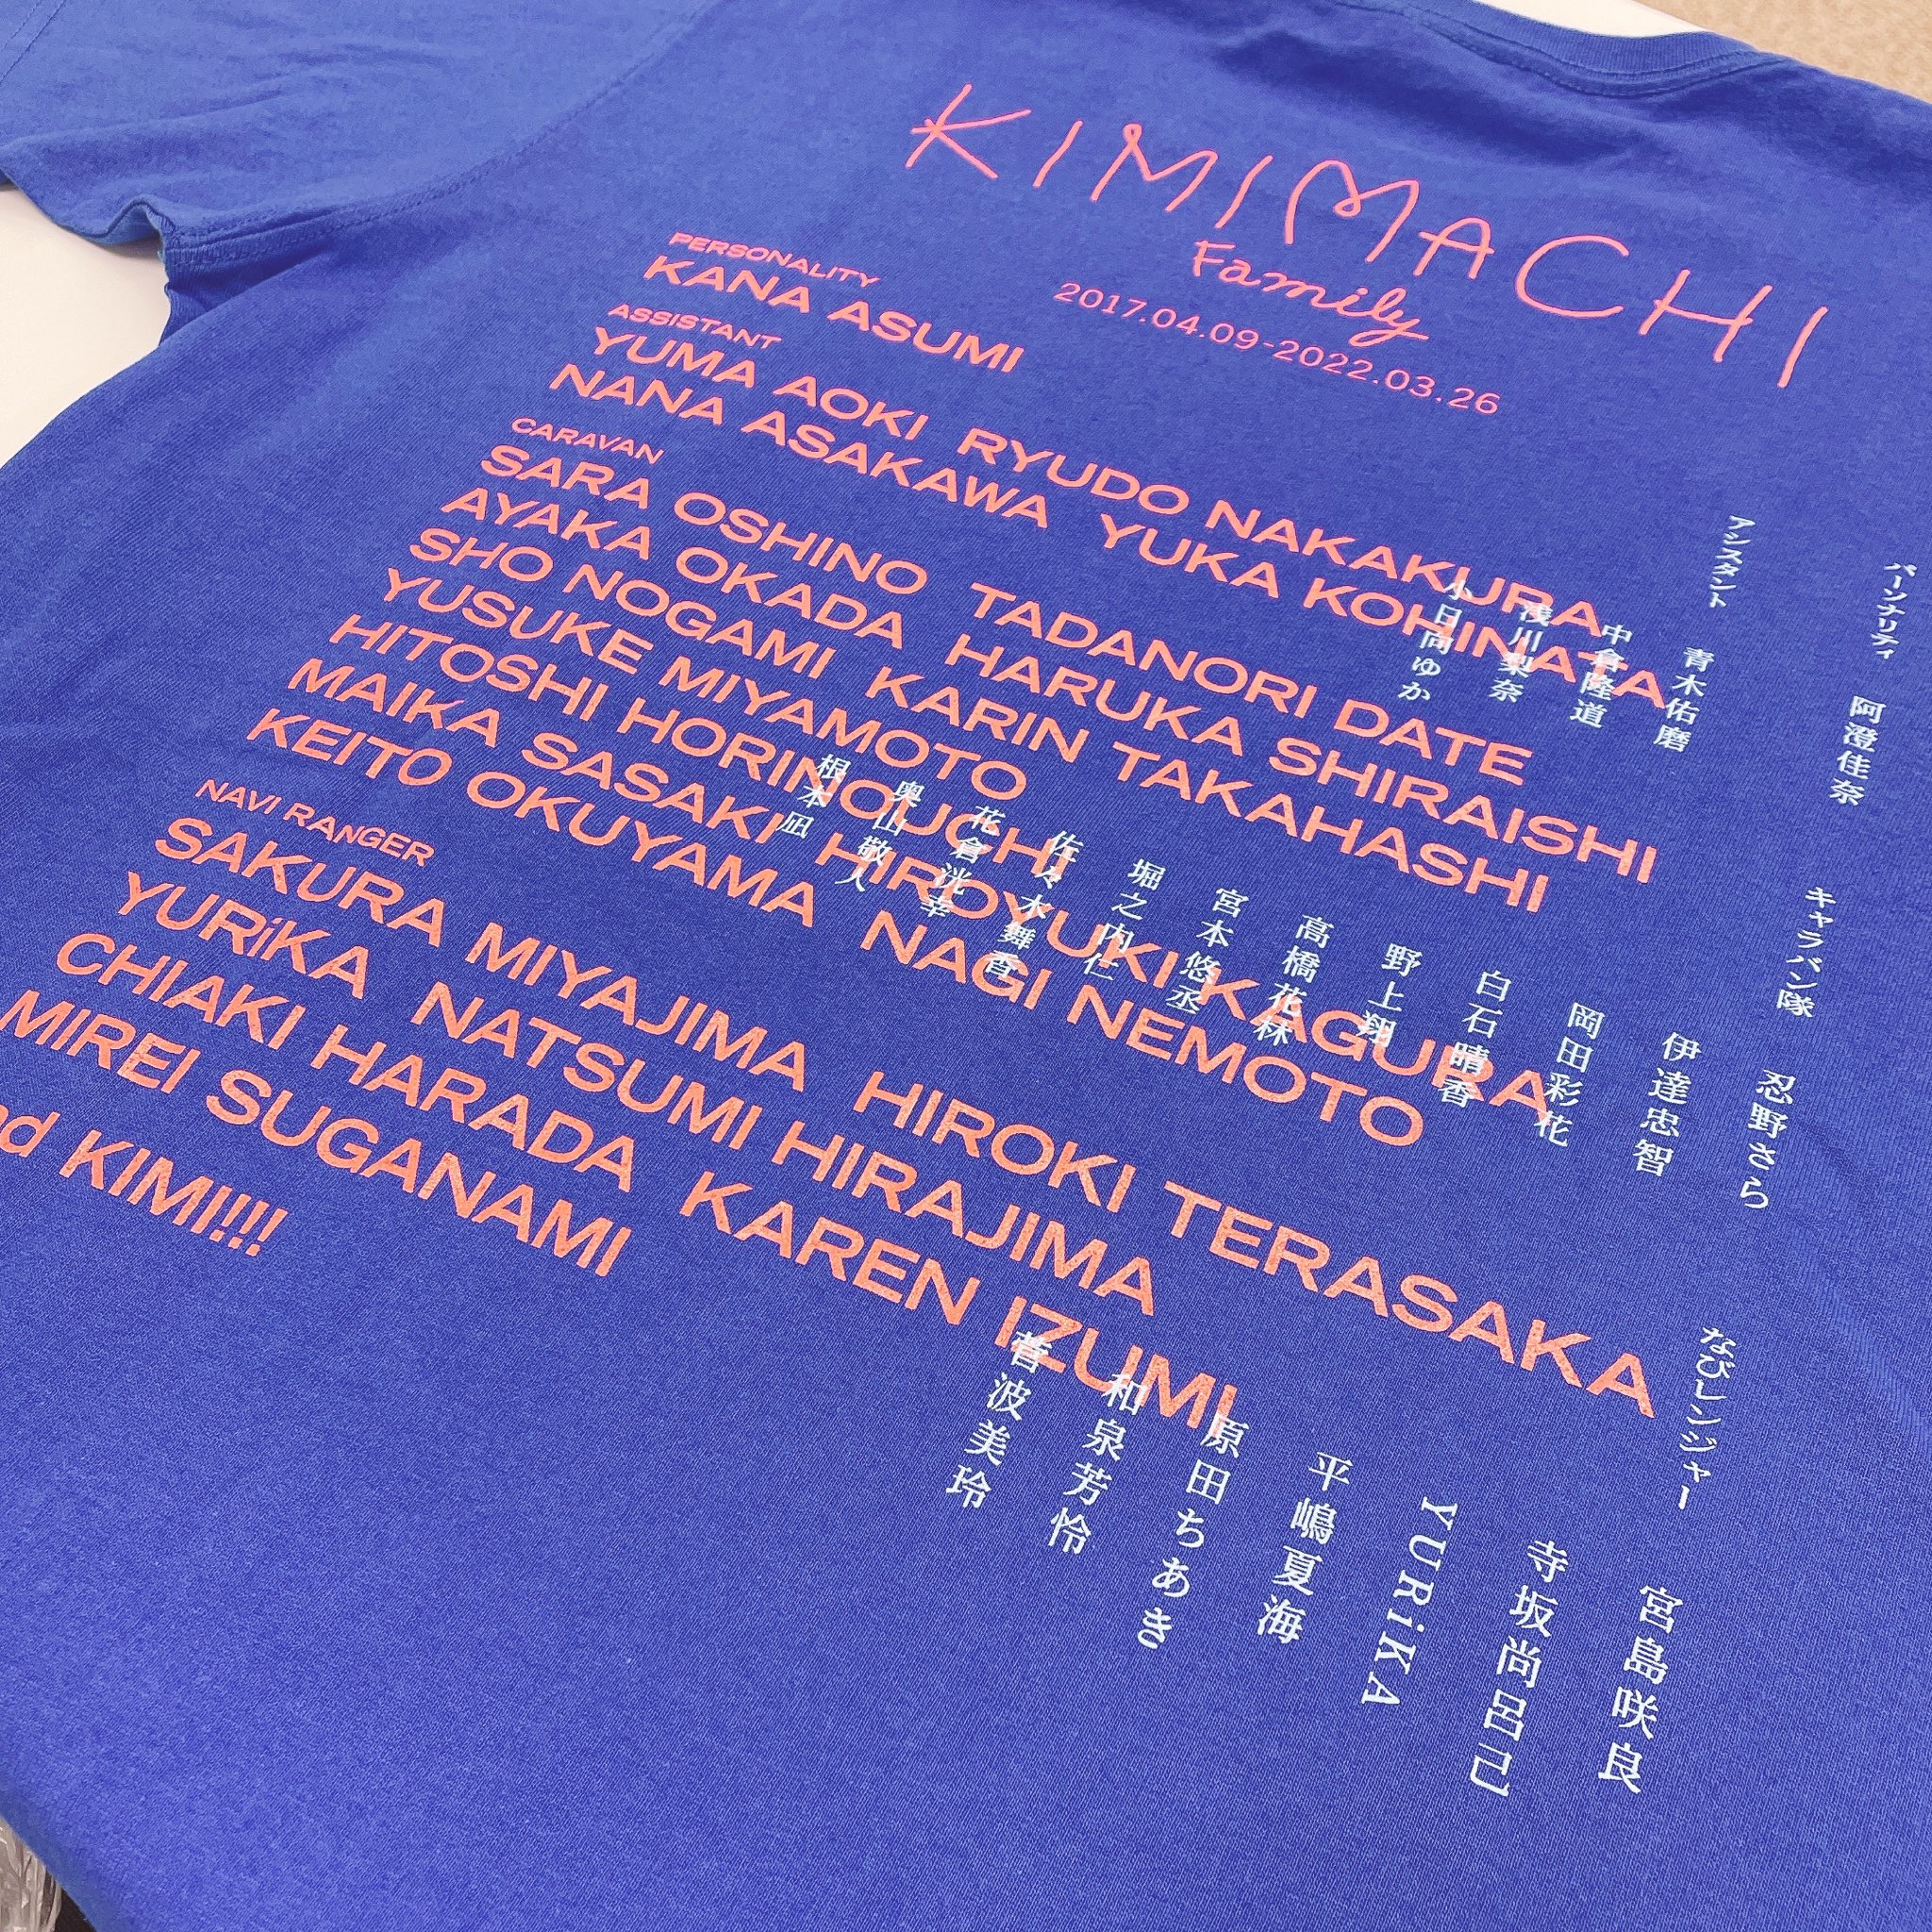 KIMIMACHI
Family
2017.04.09-2022.03.26
PERSONALITY
KANA ASUMI
ASSISTANT
YUMA AOKI RYUDO NAKAKURA
NANA ASAKAWA YUKA KOHINATA
CARAVAN
SARA OSHINO TADANORI DATE
AYAKA OKADA HARUKA SHIRAISHI
SHO NOGAMI KARIN TAKAHASHI
YUSUKE MIYAMOTO
HITOSHI HORINOUCHI
MAIKA SASAKI HIROYUKI KAGURA
KEITO OKUYAMA NAGI NEMOTO
NAVI RANGER
SAKURA MIYAJIMA HIROKI TERASAKA
YURiKA NATSUMI HIRAJIMA
CHIAKI HARADA KAREN IZUMI
MIREI SUGANAMI
KIMI!!!
パーソナリティ
阿澄佳奈
アシスタント
青木佑磨
中倉隆道
浅川梨奈
小日向ゆか
キャラバン隊
忍野さら
伊達忠智
岡田彩花
白石晴香
野上翔
高橋花林
宮本悠丞
堀之内仁
佐々木舞香
花倉洸幸
奥山敬人
根本凪
なびレンジャー
宮島咲良
寺坂尚呂己
YURiKA
平嶋夏海
原田ちあき
和泉芳怜
菅波美玲